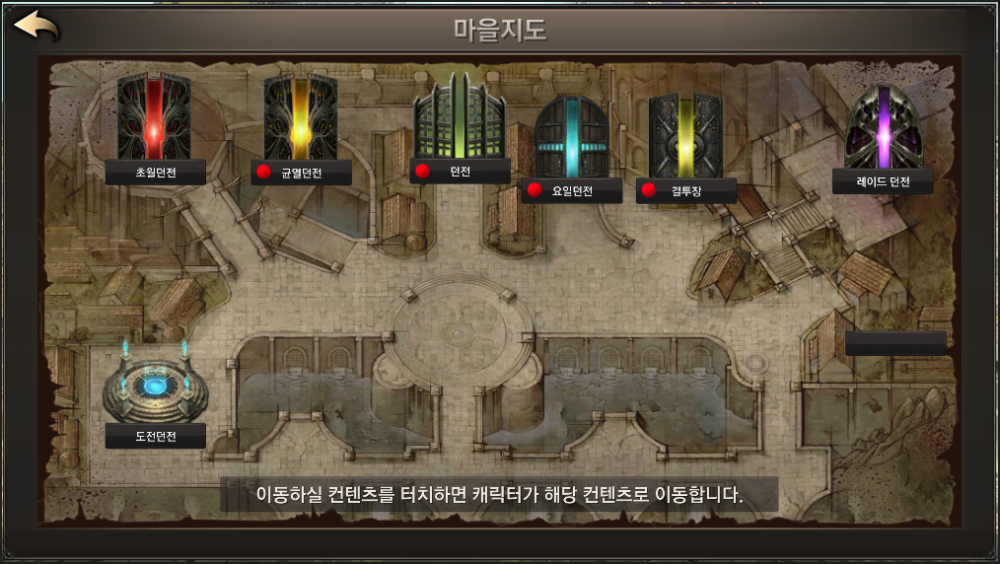 마을지도
초월던전
균열던전
던전
요일던전
결투장
레이드 던전
도전던전
이동하실 컨텐츠를 터치하면 캐릭터가 해당 컨텐츠로 이동합니다.